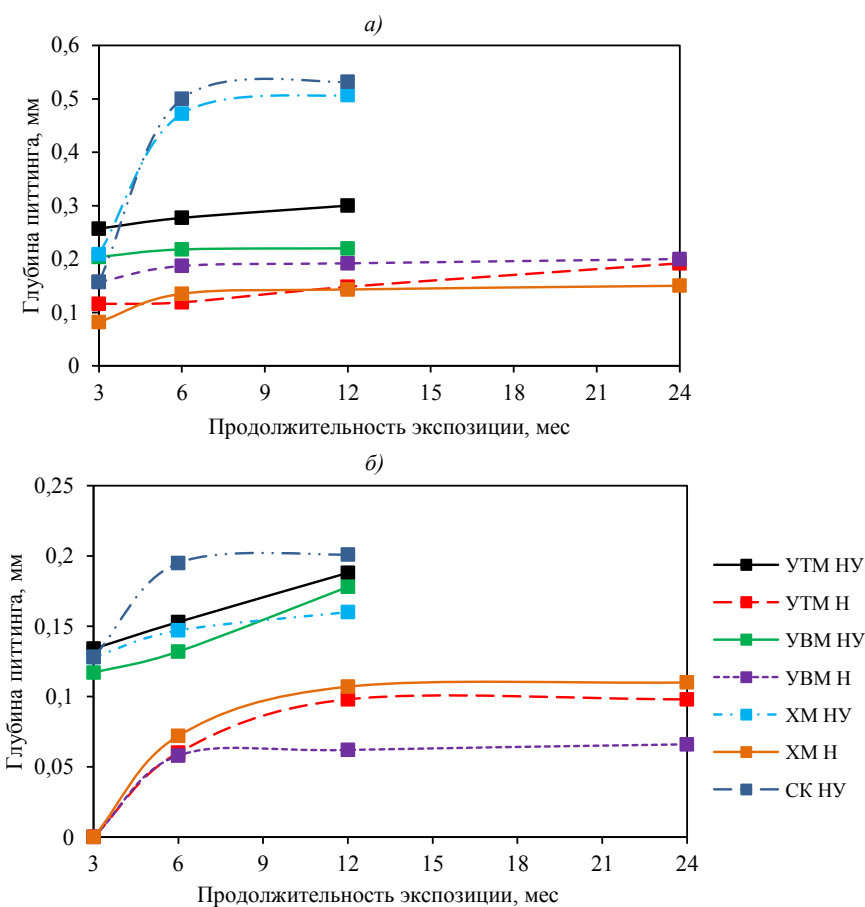 а)
0,6
0,5
0,4
0,3
0,2
0,1
0
Глубина питтинга, мм
3 6 9 12 15 18 21 24
Продолжительность экспозиции, мес
б)
0,25
0,2
0,15
0,1
0,05
0
Глубина питтинга, мм
3 6 9 12 15 18 21 24
Продолжительность экспозиции, мес
УТМ НУ
УТМ Н
УВМ НУ
УВМ Н
ХМ НУ
ХМ Н
СК НУ